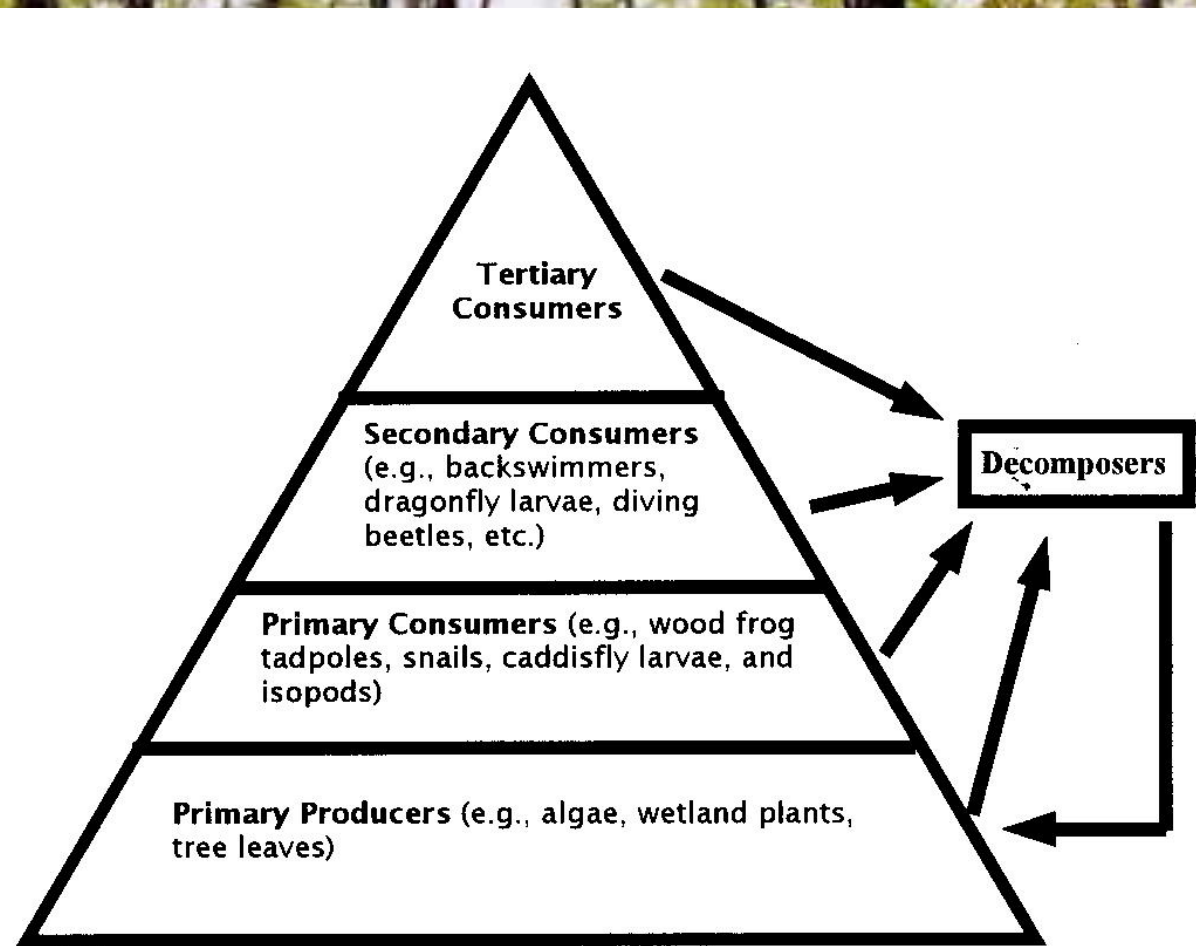 Tertiary
Consumers
Secondary Consumers
(e.g., backswimmers,
dragonfly larvae, diving
beetles, etc.)
Decomposers
Primary Consumers (e.g., wood frog
tadpoles, snails, caddisfly larvae, and
isopods)
Primary Producers (e.g., algae, wetland plants,
tree leaves)